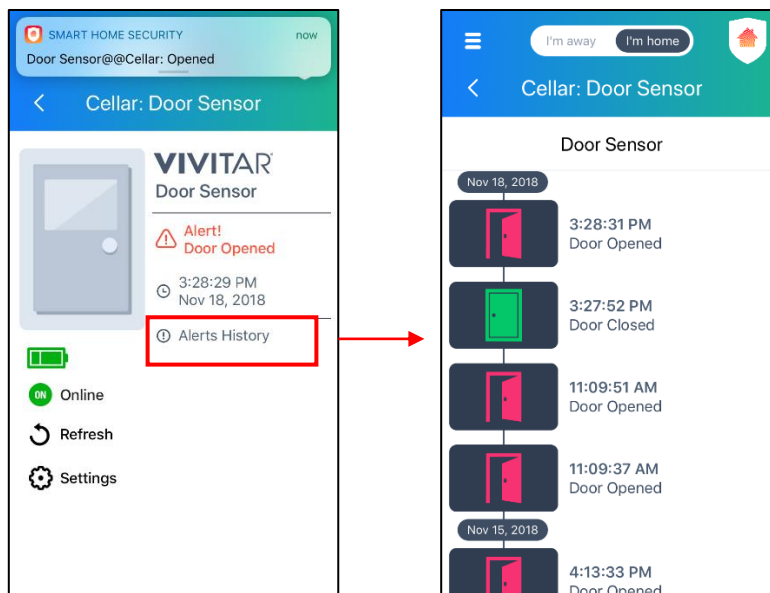 SMART HOME SECURITY now
Door Sensor@@Cellar: Opened
Cellar: Door Sensor
VIVITAR
Door Sensor
Alert!
Door Opened
3:28:29 PM
Nov 18, 2018
Alerts History
ON Online
Refresh
Settings
I'm away I'm home
Cellar: Door Sensor
Door Sensor
Nov 18, 2018
3:28:31 PM
Door Opened
3:27:52 PM
Door Closed
11:09:51 AM
Door Opened
11:09:37 AM
Door Opened
Nov 15, 2018
4:13:33 PM
Door Opened